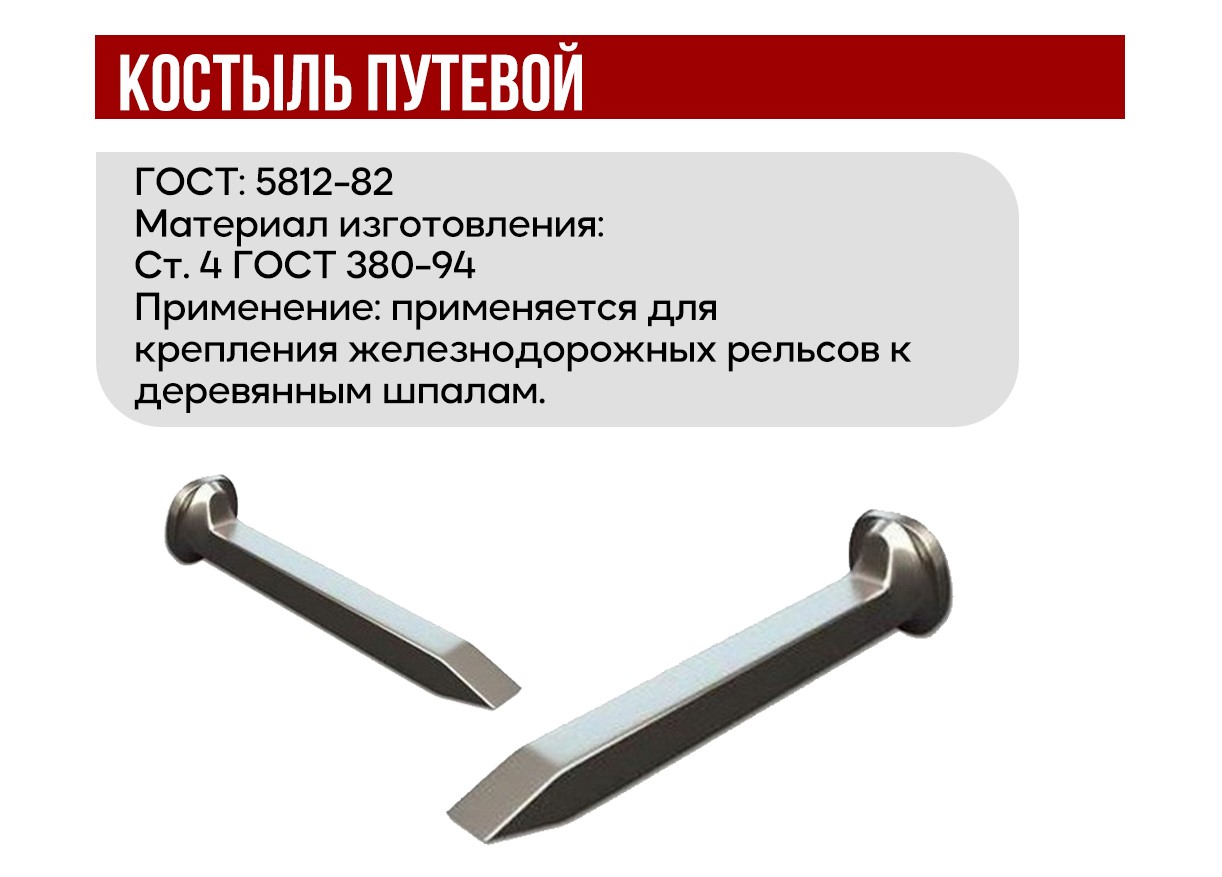 КОСТЫЛЬ ПУТЕВОЙ
ГОСТ: 5812-82
Материал изготовления:
Ст. 4 ГОСТ 380-94
Применение: применяется для
крепления железнодорожных рельсов к
деревянным шпалам.